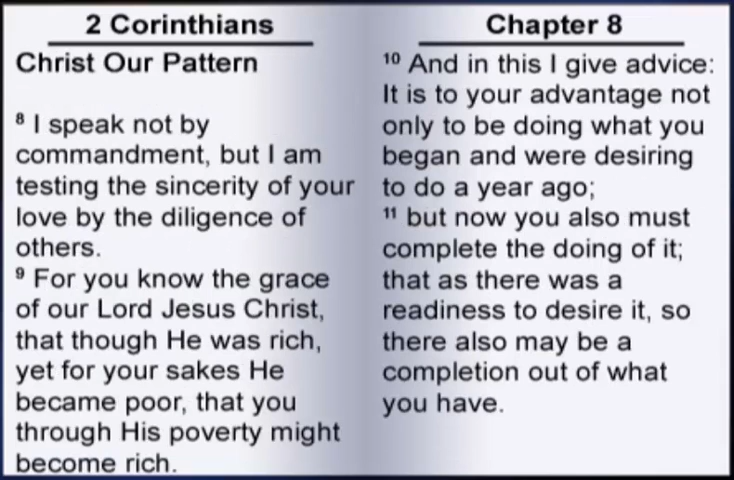 2 Corinthians
Christ Our Pattern
⁸ I speak not by
commandment, but I am
testing the sincerity of your
love by the diligence of
others.
⁹ For you know the grace
of our Lord Jesus Christ,
that though He was rich,
yet for your sakes He
became poor, that you
through His poverty might
become rich.
Chapter 8
¹⁰ And in this I give advice:
It is to your advantage not
only to be doing what you
began and were desiring
to do a year ago;
¹¹ but now you also must
complete the doing of it;
that as there was a
readiness to desire it, so
there also may be a
completion out of what
you have.